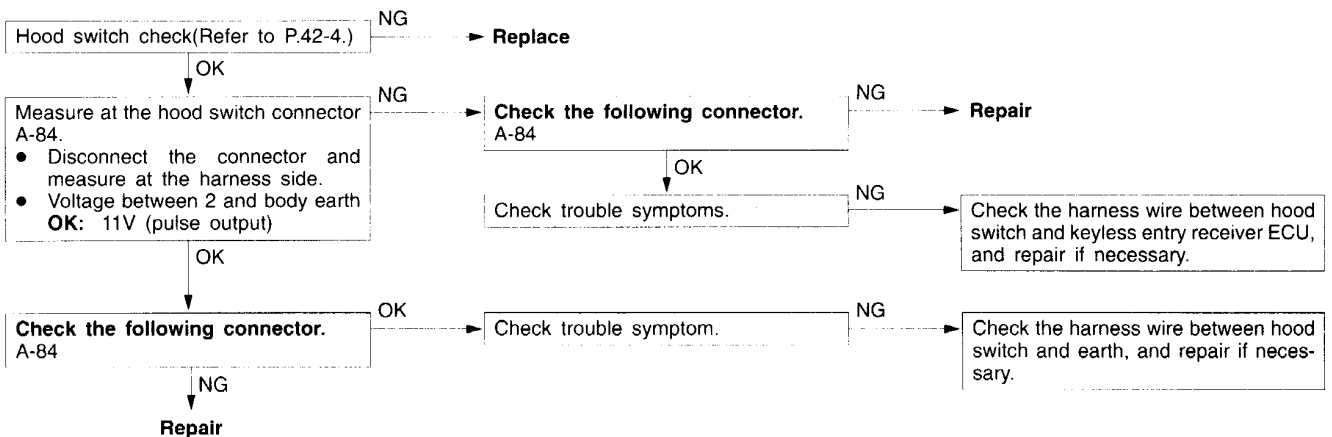 Hood switch check(Refer to P.42-4.)
NG
Replace
OK
Measure at the hood switch connector
A-84.
● Disconnect the connector and
measure at the harness side.
● Voltage between 2 and body earth
OK: 11V (pulse output)
NG
Check the following connector.
A-84
NG
Repair
OK
Check trouble symptoms.
NG
Check the harness wire between hood
switch and keyless entry receiver ECU,
and repair if necessary.
OK
Check the following connector.
A-84
OK
Check trouble symptom.
NG
Check the harness wire between hood
switch and earth, and repair if neces-
sary.
NG
Repair